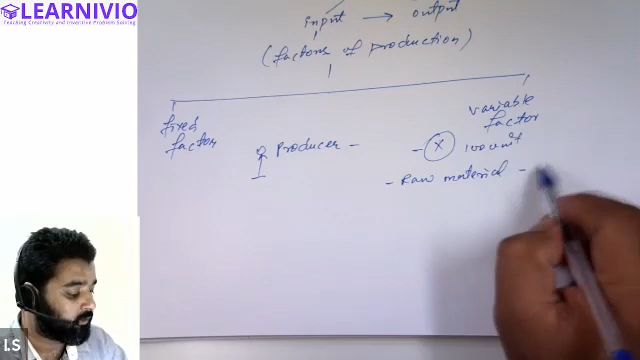 LEARNIVIO
Teaching Creativity and Inventive Problem Solving
input → output
(factors of production)
fixed
factor
variable
factor
Producer -
- X 100 unit
- Raw material -
I.S